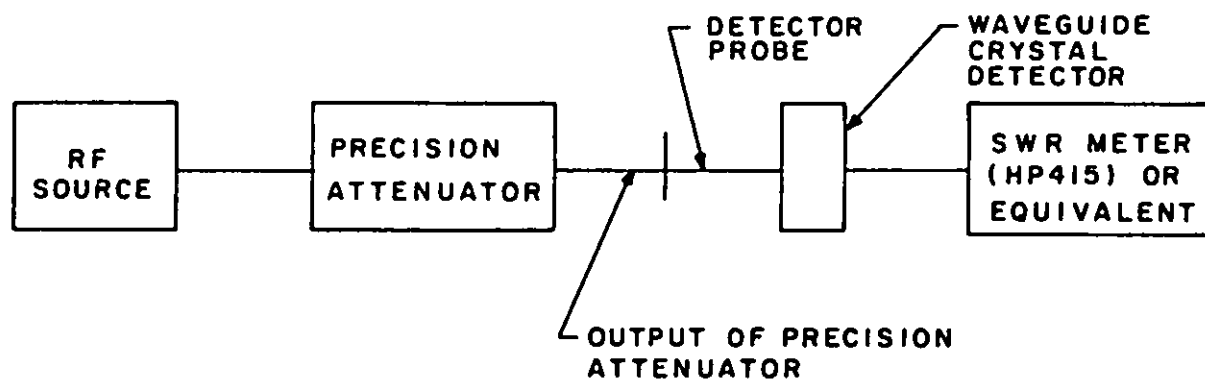 RF
SOURCE
PRECISION
ATTENUATOR
DETECTOR
PROBE
WAVEGUIDE
CRYSTAL
DETECTOR
SWR METER
(HP415) OR
EQUIVALENT
OUTPUT OF PRECISION
ATTENUATOR